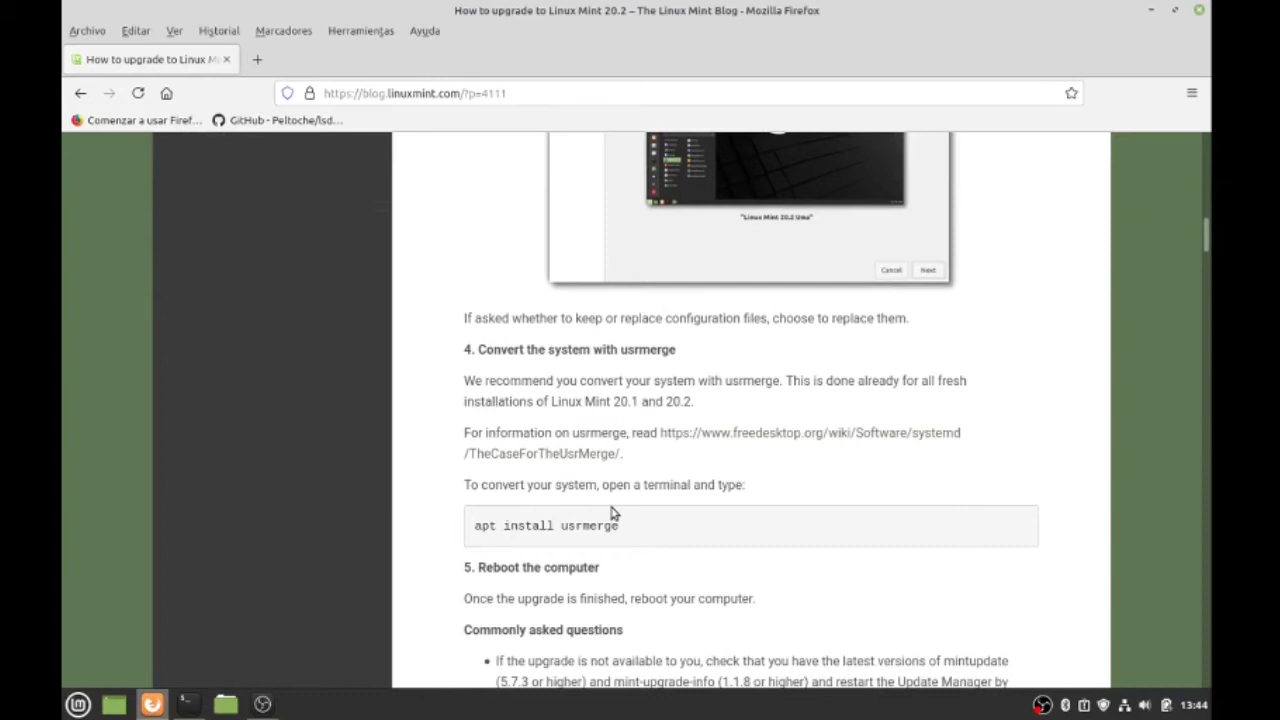 How to upgrade to Linux Mint 20.2 – The Linux Mint Blog - Mozilla Firefox
Archivo Editar Ver Historial Marcadores Herramientas Ayuda
How to upgrade to Linux Mi
https://blog.linuxmint.com/?p=4111
Comenzar a usar Firef… GitHub - Peltoche/lsd…
"Linux Mint 20.2 Uma"
Cancel Next
If asked whether to keep or replace configuration files, choose to replace them.
4. Convert the system with usrmerge
We recommend you convert your system with usrmerge. This is done already for all fresh
installations of Linux Mint 20.1 and 20.2.
For information on usrmerge, read https://www.freedesktop.org/wiki/Software/systemd
/TheCaseForTheUsrMerge/.
To convert your system, open a terminal and type:
apt install usrmerge
5. Reboot the computer
Once the upgrade is finished, reboot your computer.
Commonly asked questions
• If the upgrade is not available to you, check that you have the latest versions of mintupdate
(5.7.3 or higher) and mint-upgrade-info (1.1.8 or higher) and restart the Update Manager by
13:44